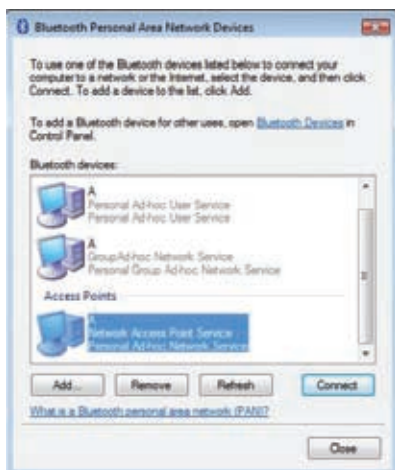 Bluetooth Personal Area Network Devices
To use one of the Bluetooth devices listed below to connect your
computer to a network or the Internet, select the device, and then click
Connect. To add a device to the list, click Add.
To add a Bluetooth device for other uses, open Bluetooth Devices in
Control Panel.
Bluetooth devices:
A
Personal Ad-hoc User Service
Personal Ad-hoc User Service
A
GroupAd-hoc Network Service
Personal Group Ad-hoc Network Service
Access Points
A
Network Access Point Service
Personal Ad-hoc Network Service
Add...
Remove
Refresh
Connect
What is a Bluetooth personal area network (PAN)?
Close